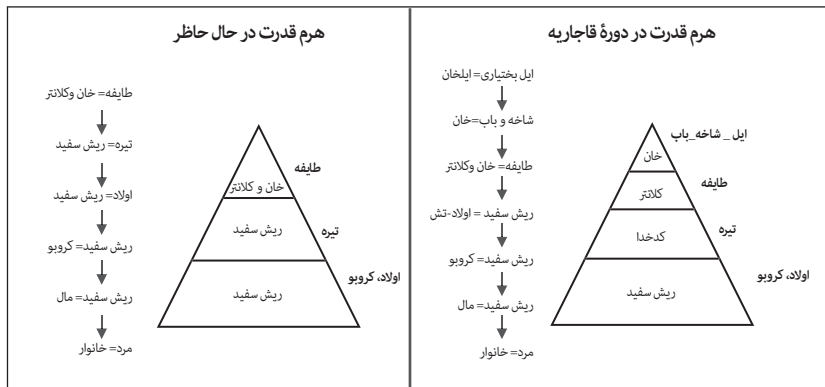 هرم قدرت در دورهٔ قاجاریه
ایل بختیاری=ایلخان
شاخه و باب=خان
طایفه=خان وکلانتر
ریش سفید = اولاد-تش
ریش سفید=کروبو
ریش سفید= مال
مرد=خانوار
ایل _ شاخه_باب
خان
طایفه
کلانتر
تیره
کدخدا
اولاد، کروبو
ریش سفید
هرم قدرت در حال حاظر
طایفه= خان وکلانتر
تیره= ریش سفید
اولاد= ریش سفید
ریش سفید=کروبو
ریش سفید= مال
مرد= خانوار
طایفه
خان و کلانتر
تیره
ریش سفید
اولاد، کروبو
ریش سفید